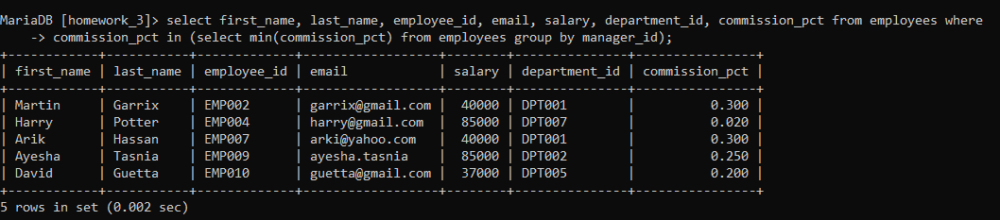 MariaDB [homework_3]> select first_name, last_name, employee_id, email, salary, department_id, commission_pct from employees where
    -> commission_pct in (select min(commission_pct) from employees group by manager_id);
+------------+-----------+-------------+------------------+--------+---------------+----------------+
| first_name | last_name | employee_id | email            | salary | department_id | commission_pct |
+------------+-----------+-------------+------------------+--------+---------------+----------------+
| Martin     | Garrix    | EMP002      | garrix@gmail.com |  40000 | DPT001        |          0.300 |
| Harry      | Potter    | EMP004      | harry@gmail.com  |  85000 | DPT007        |          0.020 |
| Arik       | Hassan    | EMP007      | arki@yahoo.com   |  40000 | DPT001        |          0.300 |
| Ayesha     | Tasnia    | EMP009      | ayesha.tasnia    |  85000 | DPT002        |          0.250 |
| David      | Guetta    | EMP010      | guetta@gmail.com |  37000 | DPT005        |          0.200 |
+------------+-----------+-------------+------------------+--------+---------------+----------------+
5 rows in set (0.002 sec)